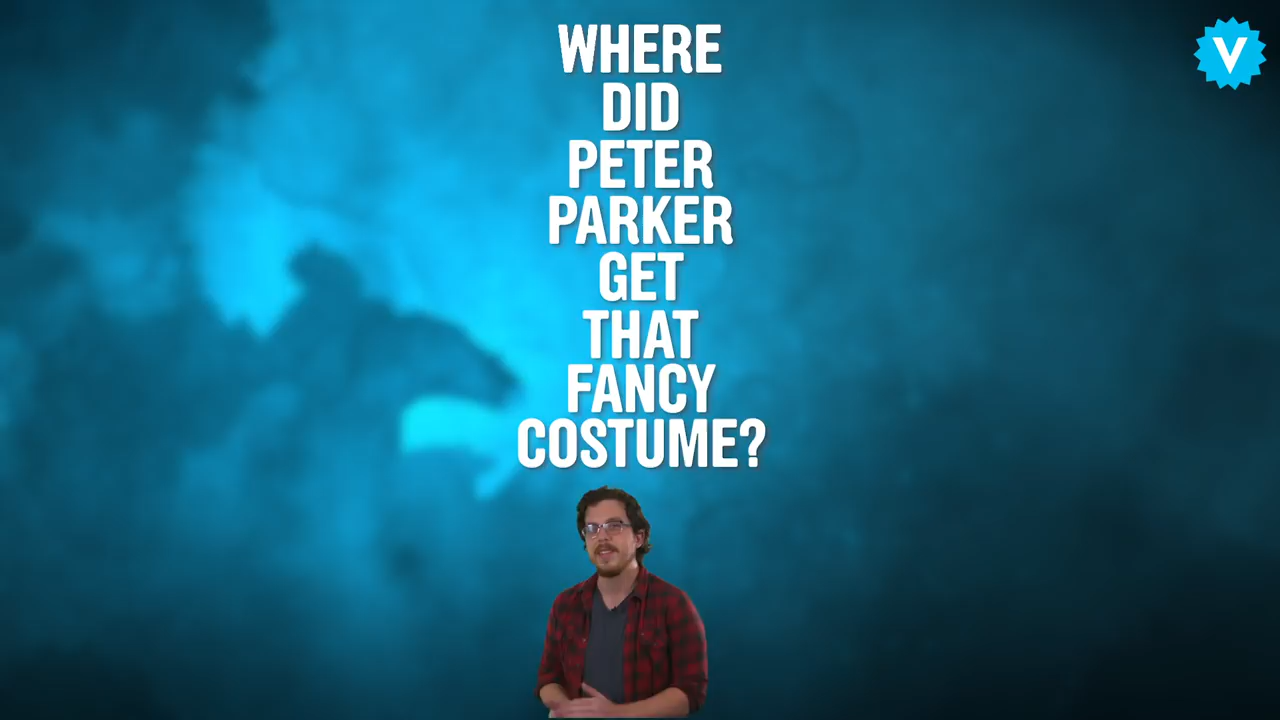 WHERE
DID
PETER
PARKER
GET
THAT
FANCY
COSTUME?
V